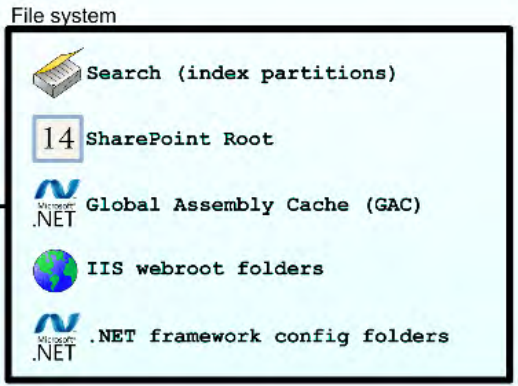 File system
Search (index partitions)
14 SharePoint Root
Microsoft .NET Global Assembly Cache (GAC)
IIS webroot folders
Microsoft .NET .NET framework config folders